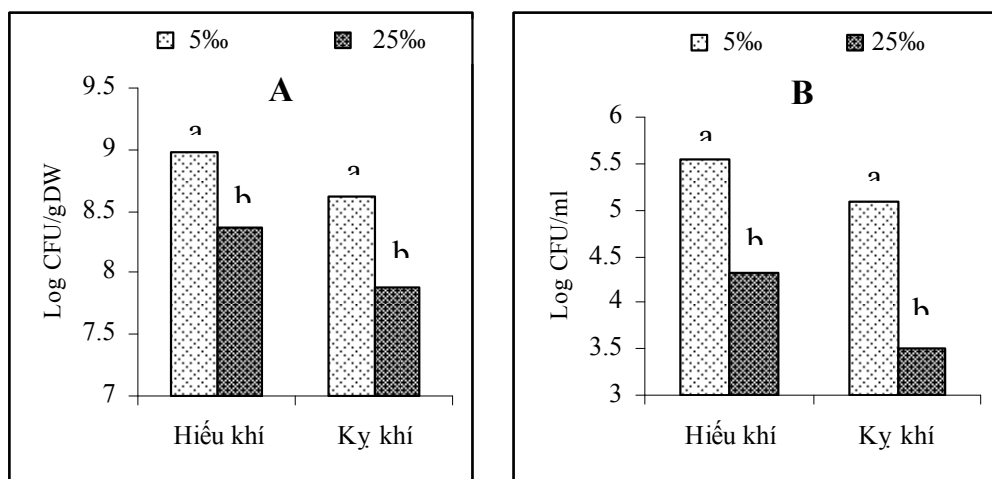 5‰ 25‰
A
Log CFU/gDW
9.5
9
8.5
8
7.5
7
a
b
a
b
Hiếu khí Kỵ khí
5‰ 25‰
B
Log CFU/ml
6
5.5
5
4.5
4
3.5
3
a
b
a
b
Hiếu khí Kỵ khí